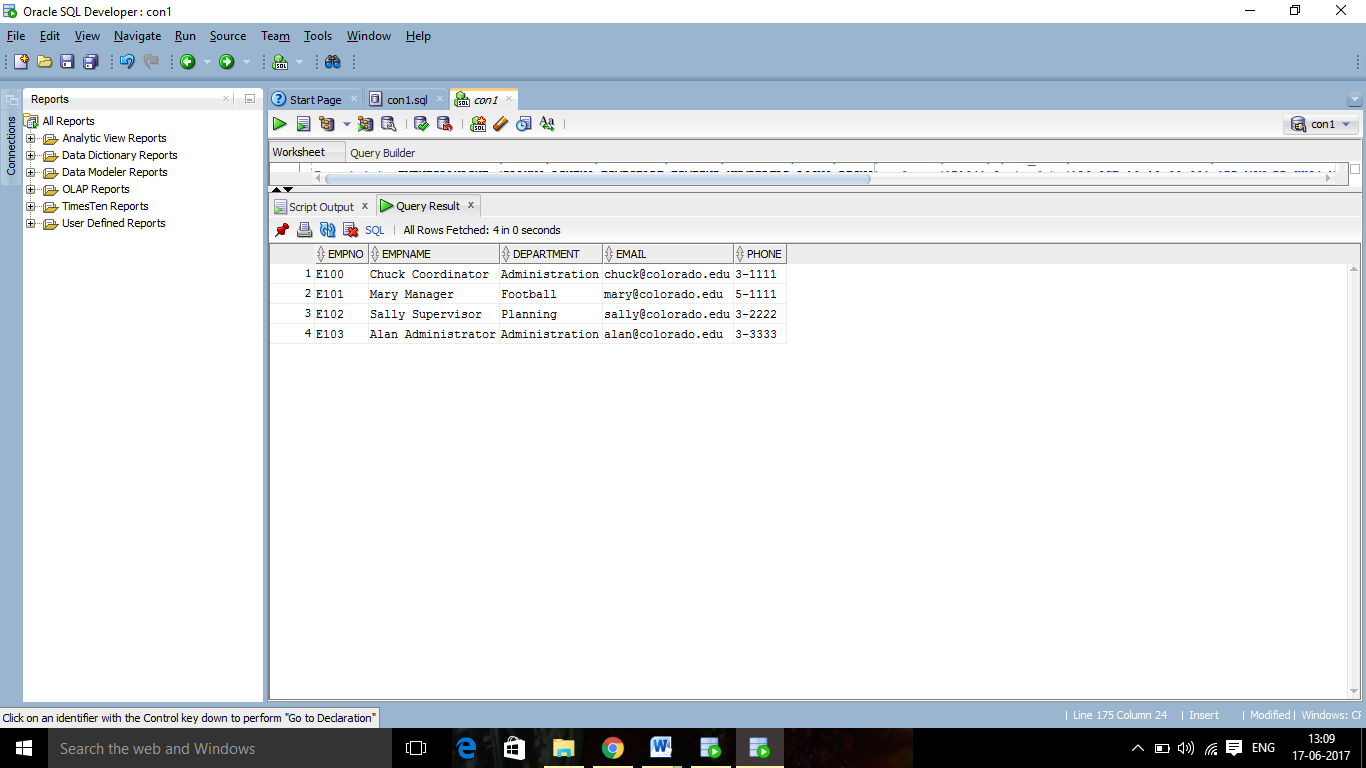 Oracle SQL Developer : con1
File Edit View Navigate Run Source Team Tools Window Help
Reports
Start Page
con1.sql
con1
Connections
All Reports
Analytic View Reports
Data Dictionary Reports
Data Modeler Reports
OLAP Reports
TimesTen Reports
User Defined Reports
con1
Worksheet Query Builder
Script Output x Query Result x
SQL | All Rows Fetched: 4 in 0 seconds
EMPNO EMPNAME DEPARTMENT EMAIL PHONE
1 E100 Chuck Coordinator Administration chuck@colorado.edu 3-1111
2 E101 Mary Manager Football mary@colorado.edu 5-1111
3 E102 Sally Supervisor Planning sally@colorado.edu 3-2222
4 E103 Alan Administrator Administration alan@colorado.edu 3-3333
Click on an identifier with the Control key down to perform "Go to Declaration"
| Line 175 Column 24 | Insert | Modified | Windows: CF
Search the web and Windows
ENG
13:09
17-06-2017